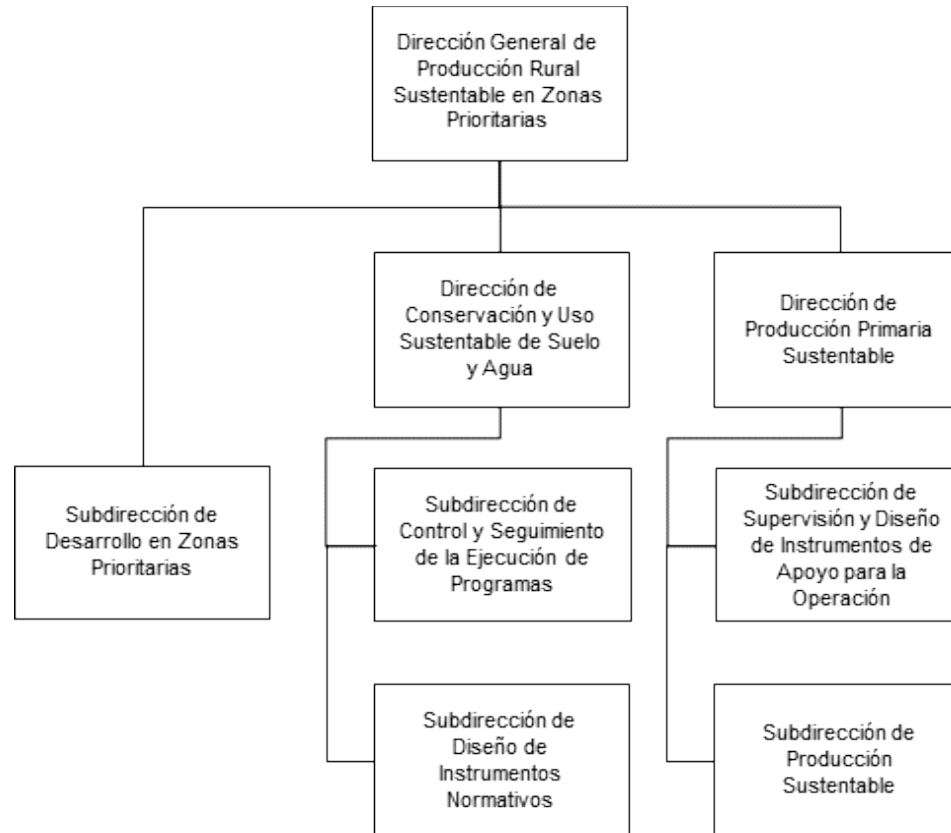 Dirección General de
Producción Rural
Sustentable en Zonas
Prioritarias
Dirección de
Conservación y Uso
Sustentable de Suelo
y Agua
Dirección de
Producción Primaria
Sustentable
Subdirección de
Desarrollo en Zonas
Prioritarias
Subdirección de
Control y Seguimiento
de la Ejecución de
Programas
Subdirección de
Supervisión y Diseño
de Instrumentos de
Apoyo para la
Operación
Subdirección de
Diseño de
Instrumentos
Normativos
Subdirección de
Producción
Sustentable